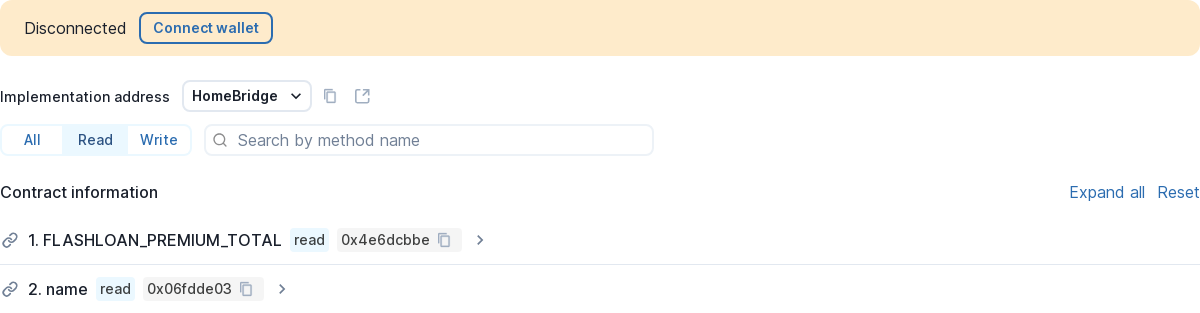 Disconnected Connect wallet
Implementation address HomeBridge
All Read Write Search by method name
Contract information Expand all Reset
1. FLASHLOAN_PREMIUM_TOTAL read 0x4e6dcbbe
2. name read 0x06fdde03